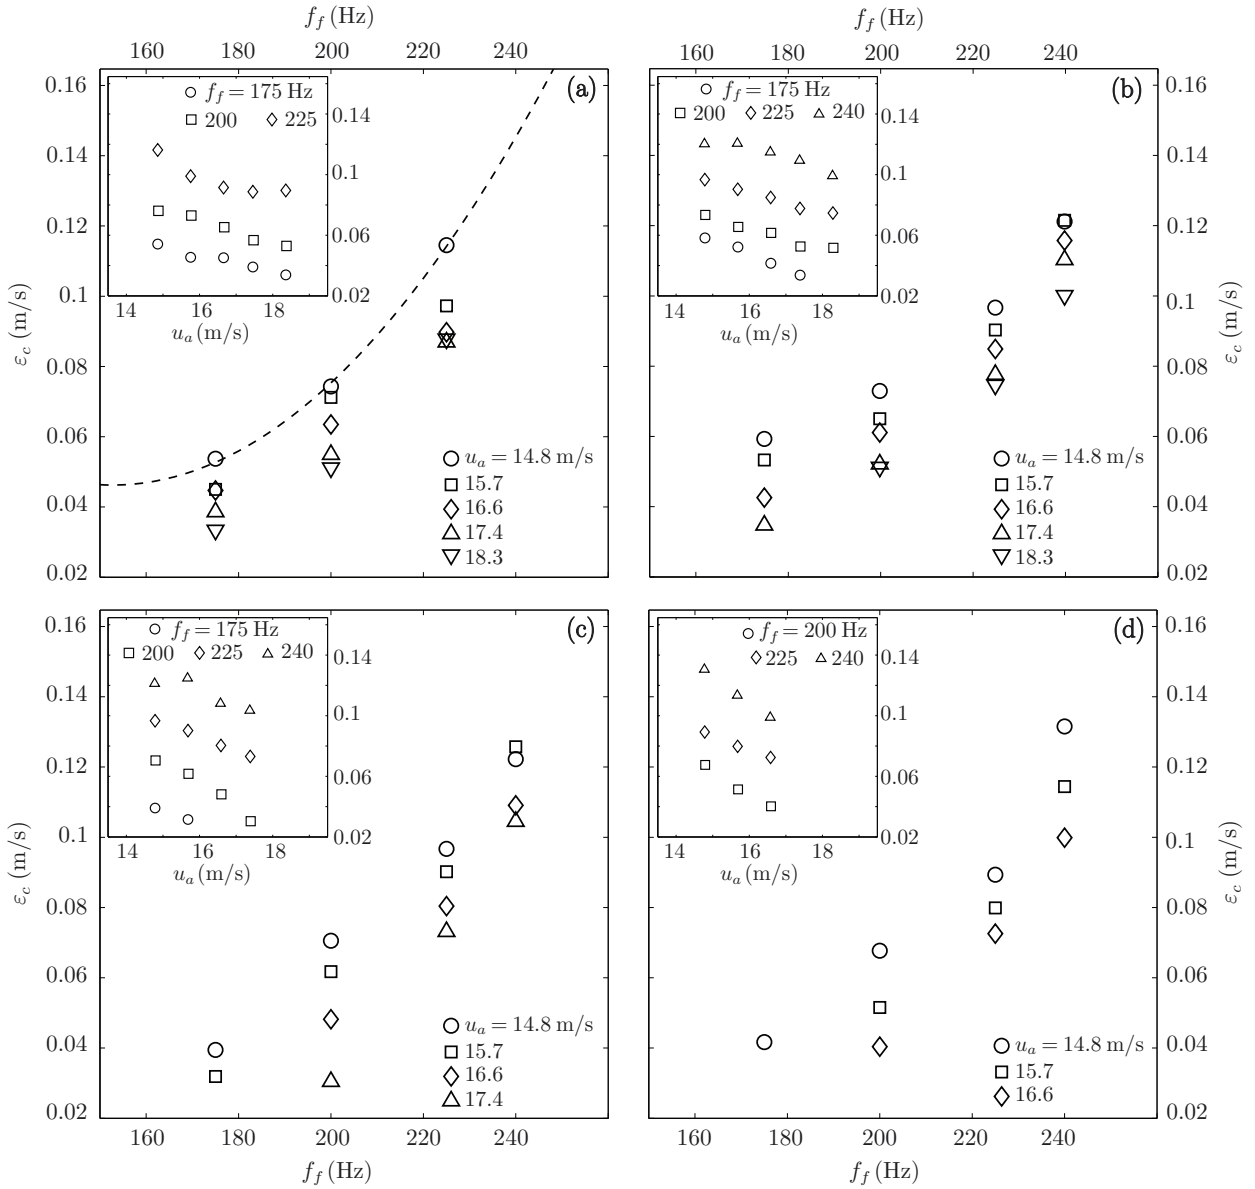 f_f (Hz)
160 180 200 220 240
0.16
0.14
0.12
0.1
0.08
0.06
0.04
0.02
ε_c (m/s)
(a)
f_f = 175 Hz
200 225
0.14
0.1
0.06
0.02
14 16 18
u_a (m/s)
u_a = 14.8 m/s
15.7
16.6
17.4
18.3
f_f (Hz)
160 180 200 220 240
(b)
f_f = 175 Hz
200 225 240
0.14
0.1
0.06
0.02
14 16 18
u_a (m/s)
u_a = 14.8 m/s
15.7
16.6
17.4
18.3
0.16
0.14
0.12
0.1
0.08
0.06
0.04
0.02
ε_c (m/s)
0.16
0.14
0.12
0.1
0.08
0.06
0.04
0.02
ε_c (m/s)
(c)
f_f = 175 Hz
200 225 240
0.14
0.1
0.06
0.02
14 16 18
u_a (m/s)
u_a = 14.8 m/s
15.7
16.6
17.4
160 180 200 220 240
f_f (Hz)
(d)
f_f = 200 Hz
225 240
0.14
0.1
0.06
0.02
14 16 18
u_a (m/s)
u_a = 14.8 m/s
15.7
16.6
0.16
0.14
0.12
0.1
0.08
0.06
0.04
0.02
ε_c (m/s)
160 180 200 220 240
f_f (Hz)